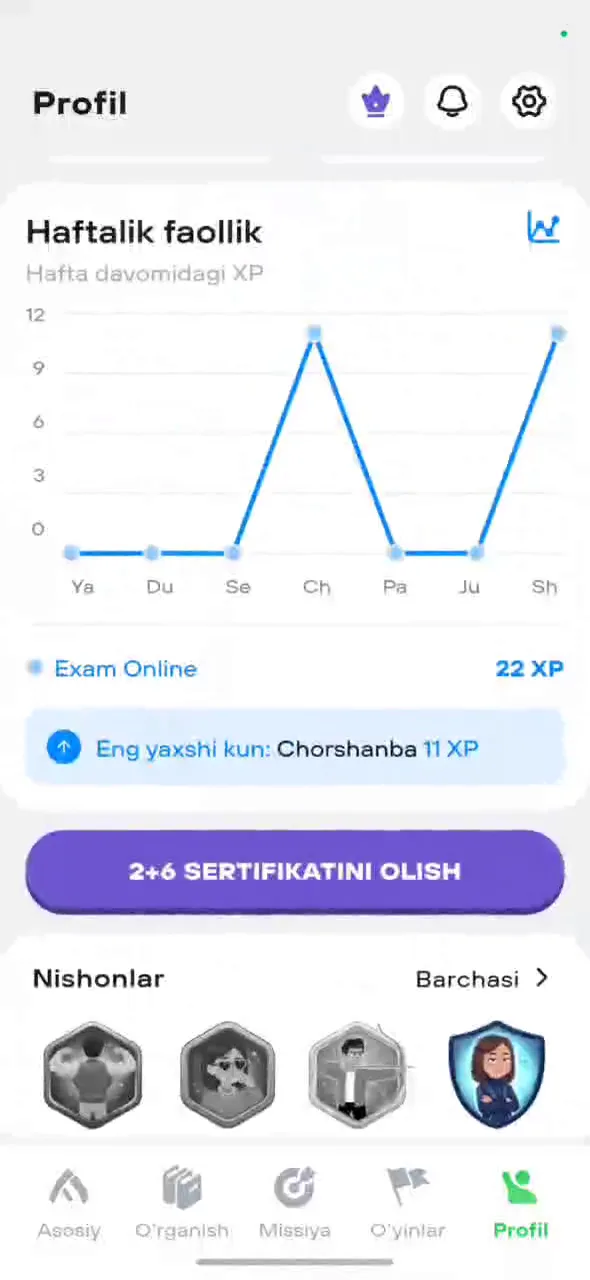 Profil
Haftalik faollik
Hafta davomidagi XP
12
9
6
3
0
Ya Du Se Ch Pa Ju Sh
Exam Online 22 XP
Eng yaxshi kun: Chorshanba 11 XP
2+6 SERTIFIKATINI OLISH
Nishonlar Barchasi
Asosiy O'rganish Missiya O'yinlar Profil